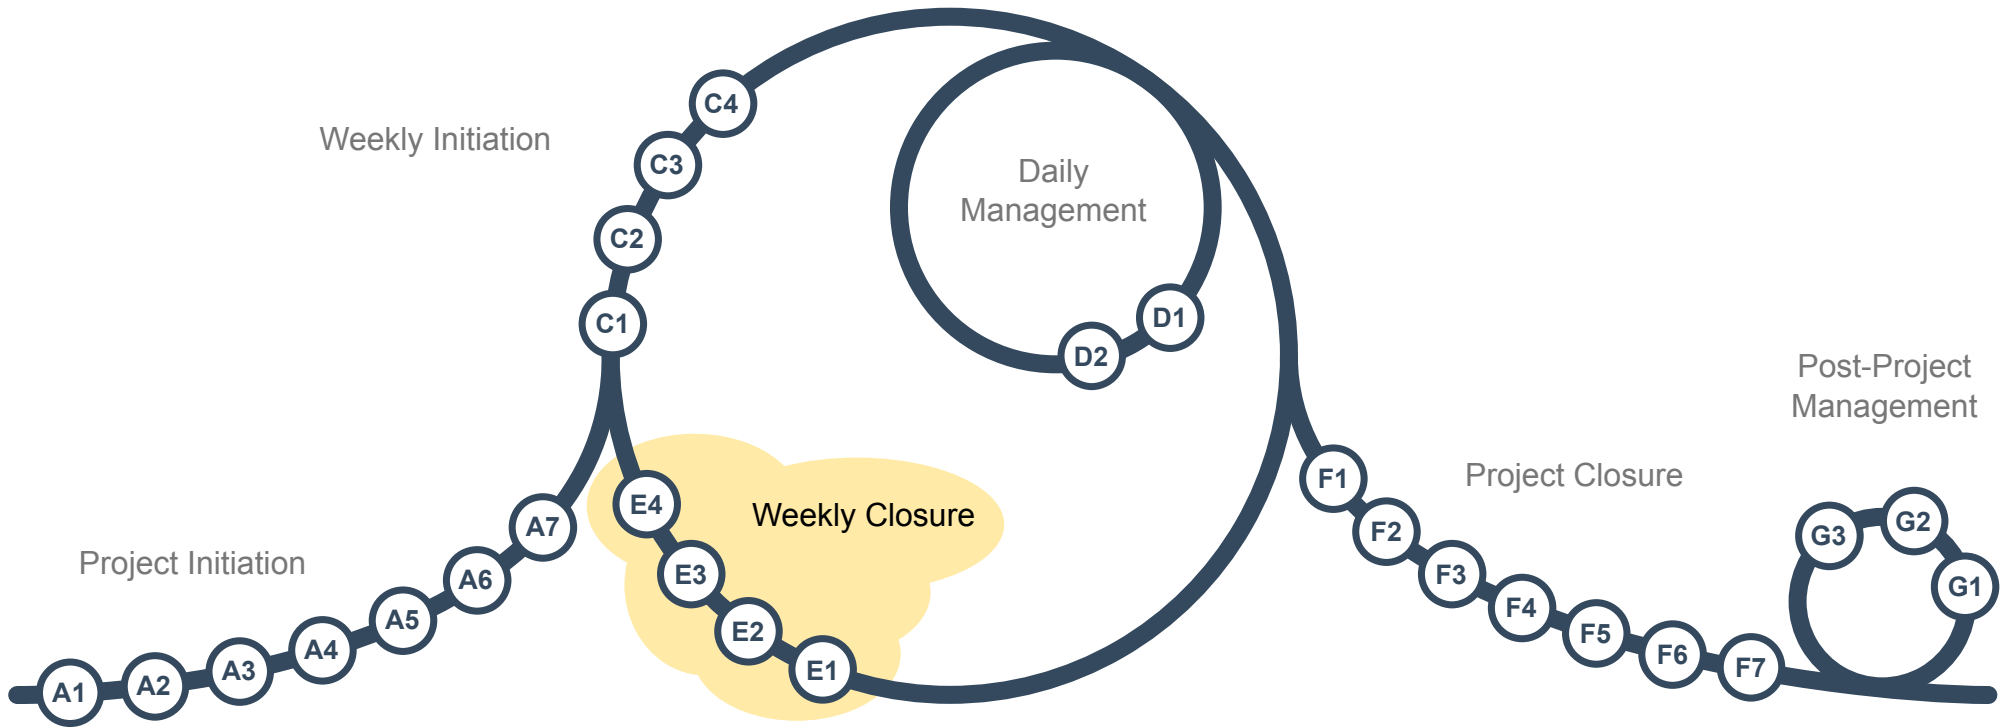 Project Initiation
A1
A2
A3
A4
A5
A6
A7
Weekly Initiation
C1
C2
C3
C4
Daily
Management
D1
D2
Weekly Closure
E1
E2
E3
E4
Project Closure
F1
F2
F3
F4
F5
F6
F7
Post-Project
Management
G1
G2
G3